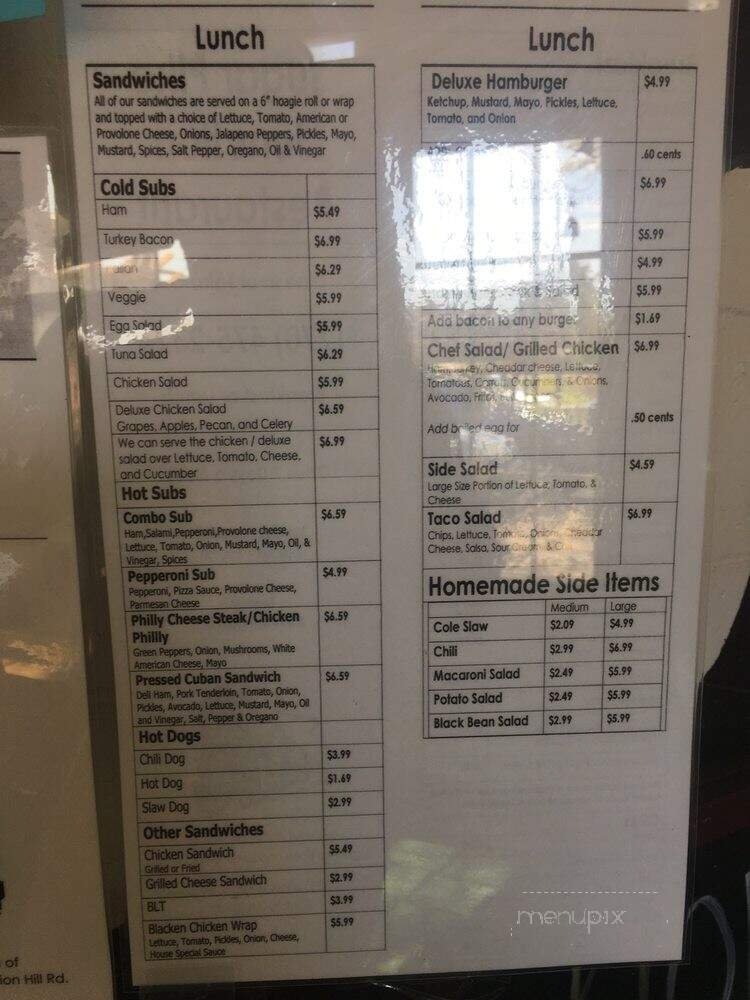 Lunch
Sandwiches
All of our sandwiches are served on a 6" hoagie roll or wrap
and topped with a choice of Lettuce, Tomato, American or
Provolone Cheese, Onions, Jalapeno Peppers, Pickles, Mayo,
Mustard, Spices, Salt Pepper, Oregano, Oil & Vinegar
Cold Subs
Ham $5.49
Turkey Bacon $6.99
$6.29
Veggie $5.99
Egg Salad $5.99
Tuna Salad $6.29
Chicken Salad $5.99
Deluxe Chicken Salad $6.59
Grapes, Apples, Pecan, and Celery
We can serve the chicken / deluxe $6.99
salad over Lettuce, Tomato, Cheese,
and Cucumber
Hot Subs
Combo Sub $6.59
Ham,Salami,Pepperoni,Provolone cheese,
Lettuce, Tomato, Onion, Mustard, Mayo, Oil, &
Vinegar, Spices
Pepperoni Sub $4.99
Pepperoni, Pizza Sauce, Provolone Cheese,
Parmesan Cheese
Philly Cheese Steak/Chicken $6.59
Phillly
Green Peppers, Onion, Mushrooms, White
American Cheese, Mayo
Pressed Cuban Sandwich $6.59
Deli Ham, Pork Tenderloin, Tomato, Onion,
Pickles, Avocado, Lettuce, Mustard, Mayo, Oil
and Vinegar, Salt, Pepper & Oregano
Hot Dogs
Chili Dog $3.99
Hot Dog $1.69
Slaw Dog $2.99
Other Sandwiches
Chicken Sandwich $5.49
Grilled or Fried
Grilled Cheese Sandwich $2.99
BLT $3.99
Blacken Chicken Wrap $5.99
Lettuce, Tomato, Pickles, Onion, Cheese,
House Special Sauce
Lunch
Deluxe Hamburger $4.99
Ketchup, Mustard, Mayo, Pickles, Lettuce,
Tomato, and Onion
.60 cents
$6.99
$5.99
$4.99
$5.99
Add bacon to any burger $1.69
Chef Salad/ Grilled Chicken $6.99
Cheddar cheese, Lettuce,
Tomatoes, Carrots, Cucumbers, & Onions,
Avocado,
Add boiled egg for .50 cents
Side Salad $4.59
Large Size Portion of Lettuce, Tomato, &
Cheese
Taco Salad $6.99
Chips, Lettuce, Tomato, Onion, Cheddar
Cheese, Salsa, Sour Cream &
Homemade Side Items
Medium Large
Cole Slaw $2.09 $4.99
Chili $2.99 $6.99
Macaroni Salad $2.49 $5.99
Potato Salad $2.49 $5.99
Black Bean Salad $2.99 $5.99
menupix
of
ion Hill Rd.